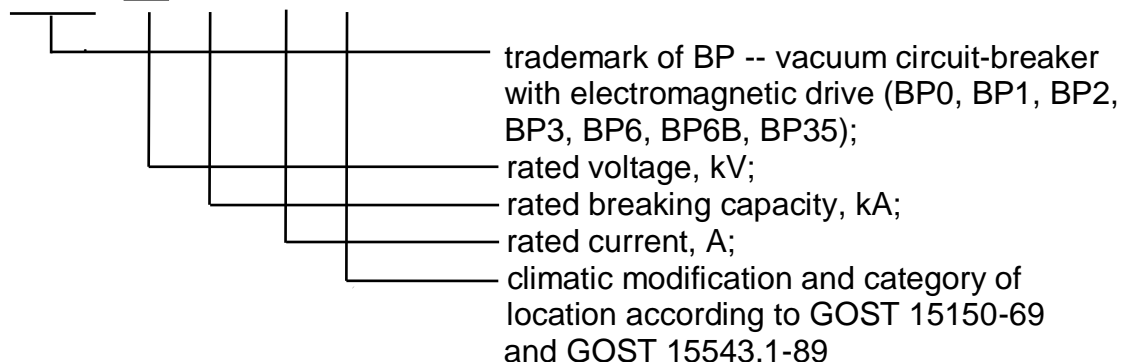 trademark of BP -- vacuum circuit-breaker
with electromagnetic drive (BP0, BP1, BP2,
BP3, BP6, BP6B, BP35);
rated voltage, kV;
rated breaking capacity, kA;
rated current, A;
climatic modification and category of
location according to GOST 15150-69
and GOST 15543.1-89